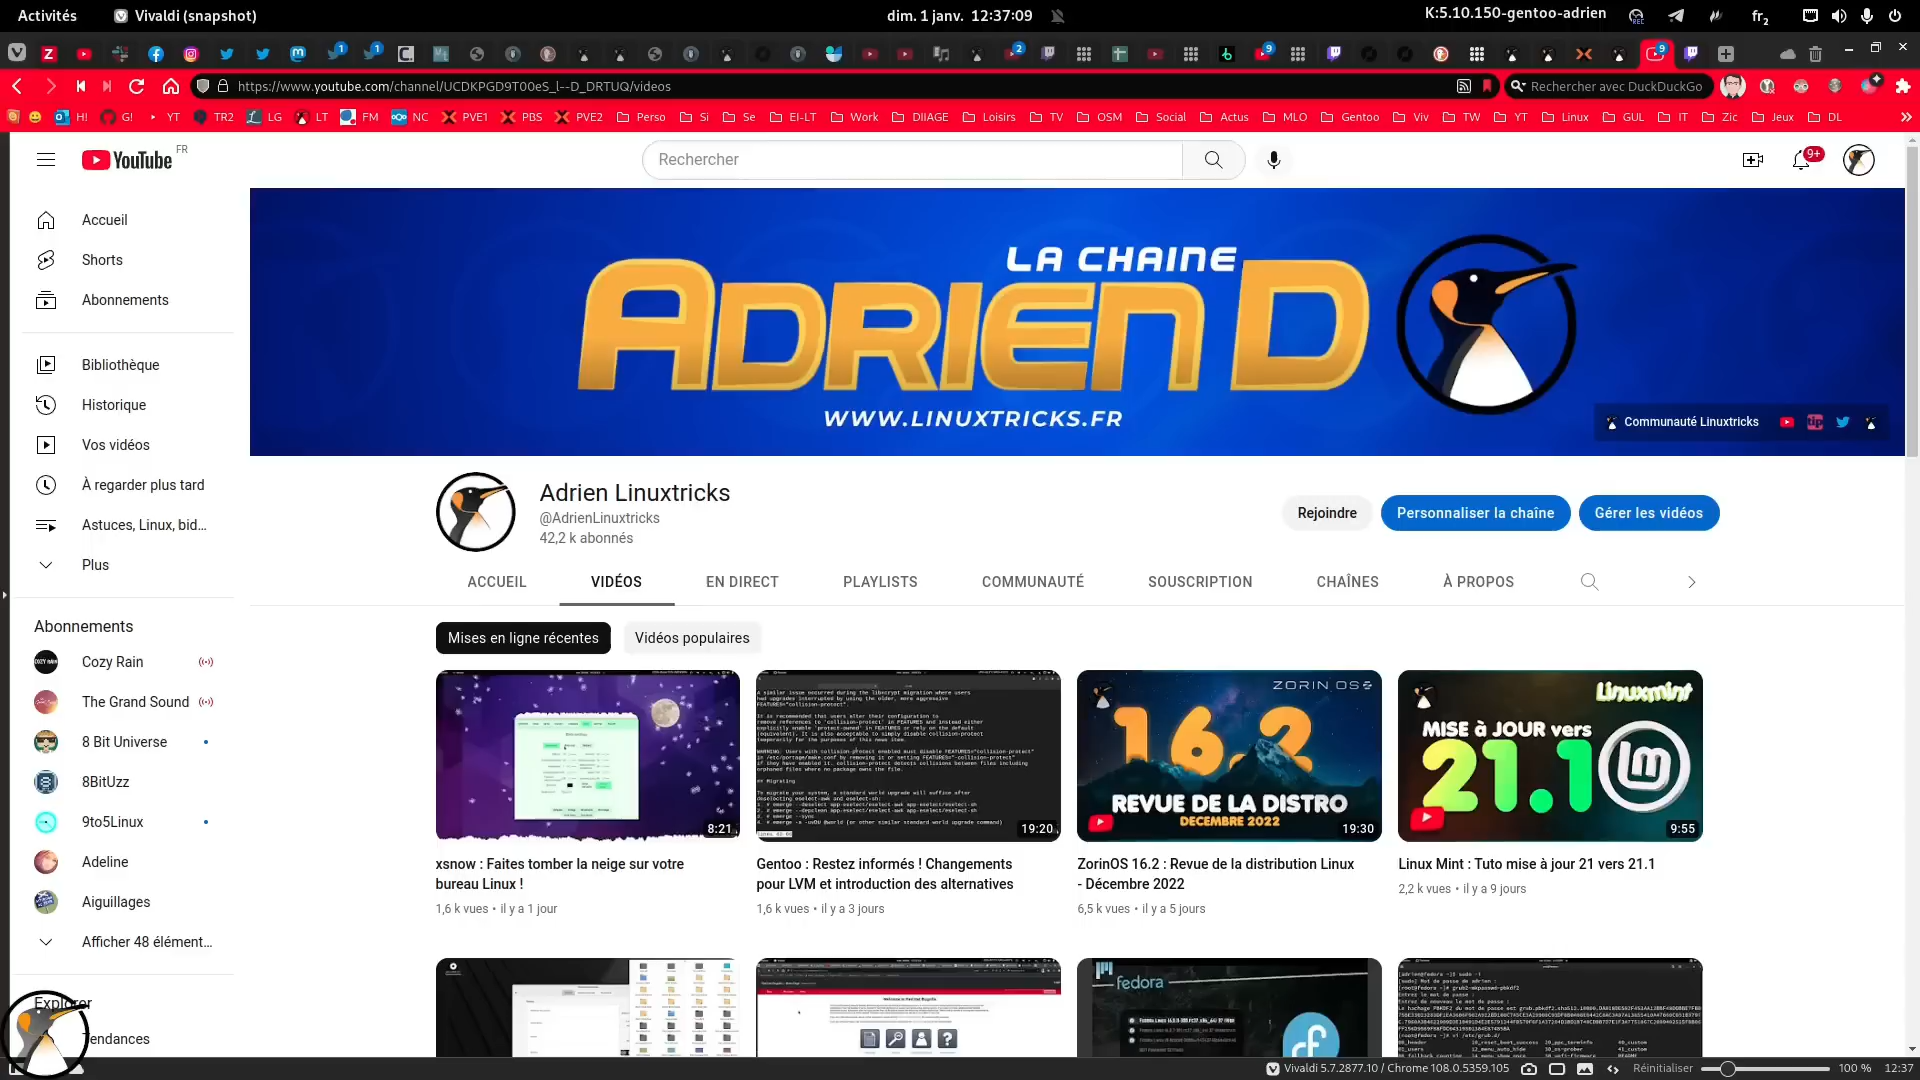 Activités
Vivaldi (snapshot)
dim. 1 janv. 12:37:09
K:5.10.150-gentoo-adrien
fr₂
https://www.youtube.com/channel/UCDKPGD9T00eS_l--D_DRTUQ/videos
Rechercher avec DuckDuckGo
H!
G!
YT
TR2
LG
LT
FM
NC
PVE1
PBS
PVE2
Perso
Si
Se
EI-LT
Work
DIIAGE
Loisirs
TV
OSM
Social
Actus
MLO
Gentoo
Viv
TW
YT
Linux
GUL
IT
Zic
Jeux
DL
YouTube FR
Rechercher
9+
Accueil
Shorts
Abonnements
Bibliothèque
Historique
Vos vidéos
À regarder plus tard
Astuces, Linux, bid...
Plus
Abonnements
Cozy Rain
The Grand Sound
8 Bit Universe
8BitUzz
9to5Linux
Adeline
Aiguillages
Afficher 48 élément...
Explorer
Tendances
LA CHAINE
ADRIEN D
WWW.LINUXTRICKS.FR
Communauté Linuxtricks
Adrien Linuxtricks
@AdrienLinuxtricks
42,2 k abonnés
Rejoindre
Personnaliser la chaîne
Gérer les vidéos
ACCUEIL
VIDÉOS
EN DIRECT
PLAYLISTS
COMMUNAUTÉ
SOUSCRIPTION
CHAÎNES
À PROPOS
Mises en ligne récentes
Vidéos populaires
8:21
19:20
ZORIN OS
16.2
REVUE DE LA DISTRO
DECEMBRE 2022
19:30
Linuxmint
MISE à JOUR vers
21.1
9:55
xsnow : Faites tomber la neige sur votre
bureau Linux !
1,6 k vues • il y a 1 jour
Gentoo : Restez informés ! Changements
pour LVM et introduction des alternatives
1,6 k vues • il y a 3 jours
ZorinOS 16.2 : Revue de la distribution Linux
- Décembre 2022
6,5 k vues • il y a 5 jours
Linux Mint : Tuto mise à jour 21 vers 21.1
2,2 k vues • il y a 9 jours
fedora
Vivaldi 5.7.2877.10 / Chrome 108.0.5359.105
Réinitialiser
100 %
12:37